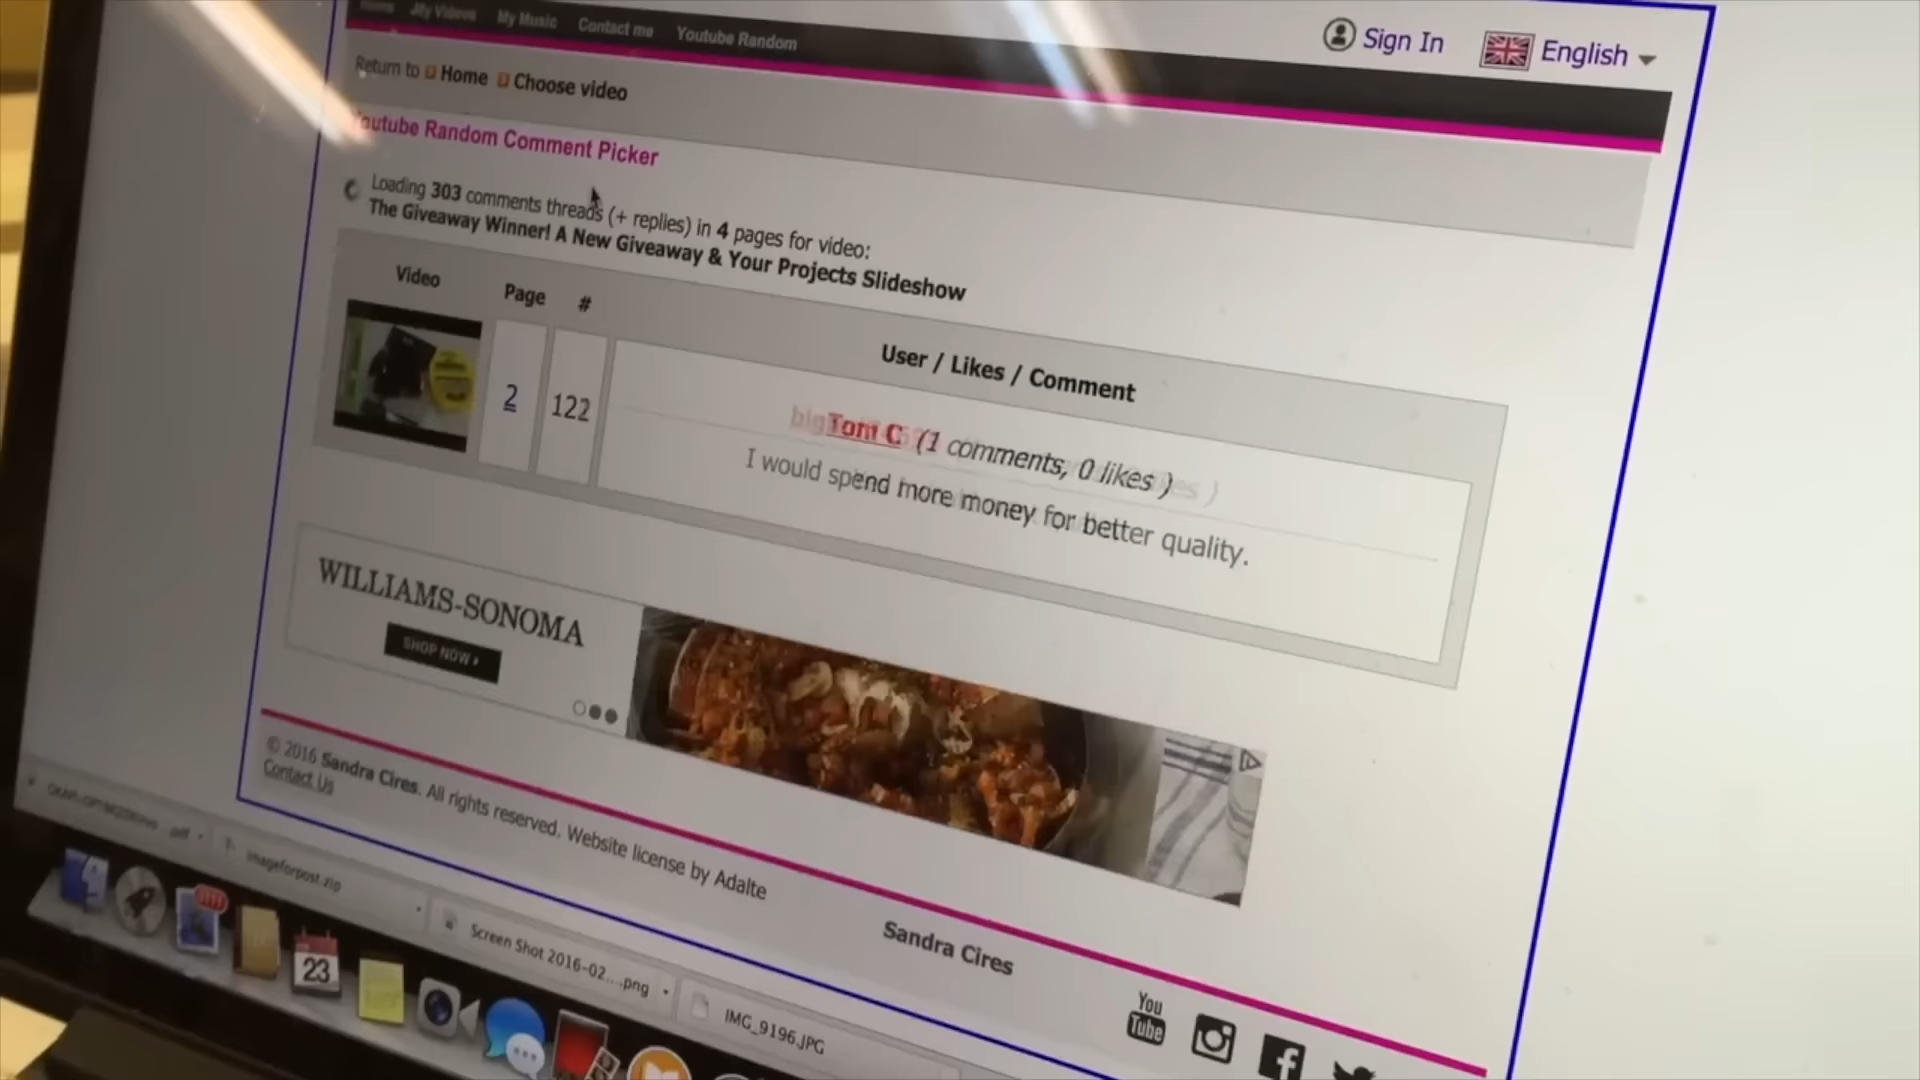 Home My Videos My Music Contact me Youtube Random
Sign In English
Return to Home Choose video
Youtube Random Comment Picker
Loading 303 comments threads (+ replies) in 4 pages for video:
The Giveaway Winner! A New Giveaway & Your Projects Slideshow
Video Page # User / Likes / Comment
2 122
Tom C (1 comments, 0 likes )
I would spend more money for better quality.
WILLIAMS-SONOMA
SHOP NOW
© 2016 Sandra Cires. All rights reserved. Website license by Adalte
Contact Us
Sandra Cires
You
Tube
imageforpost.zip
Screen Shot 2016-02....png
IMG_9196.JPG
23